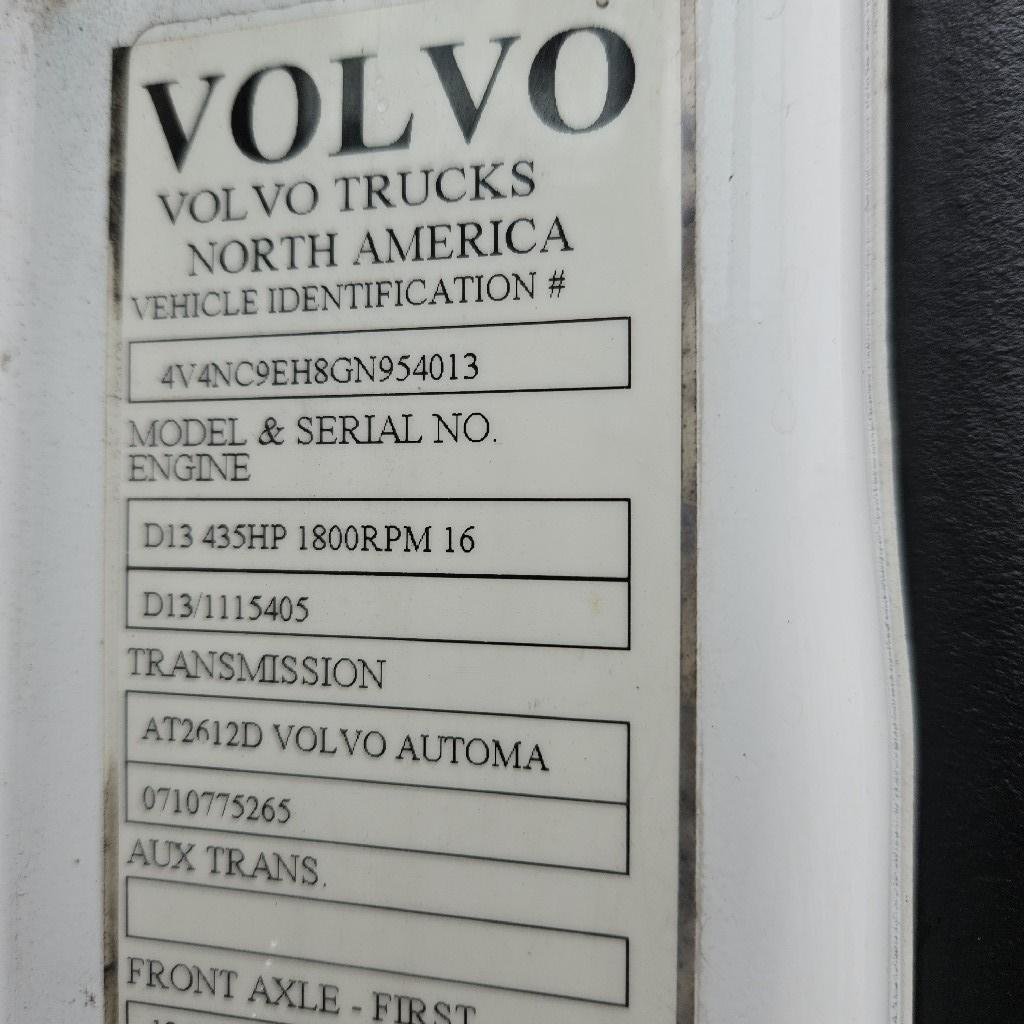 VOLVO
VOLVO TRUCKS
NORTH AMERICA
VEHICLE IDENTIFICATION #
4V4NC9EH8GN954013
MODEL & SERIAL NO.
ENGINE
D13 435HP 1800RPM 16
D13/1115405
TRANSMISSION
AT2612D VOLVO AUTOMA
0710775265
AUX TRANS.
FRONT AXLE - FIRST